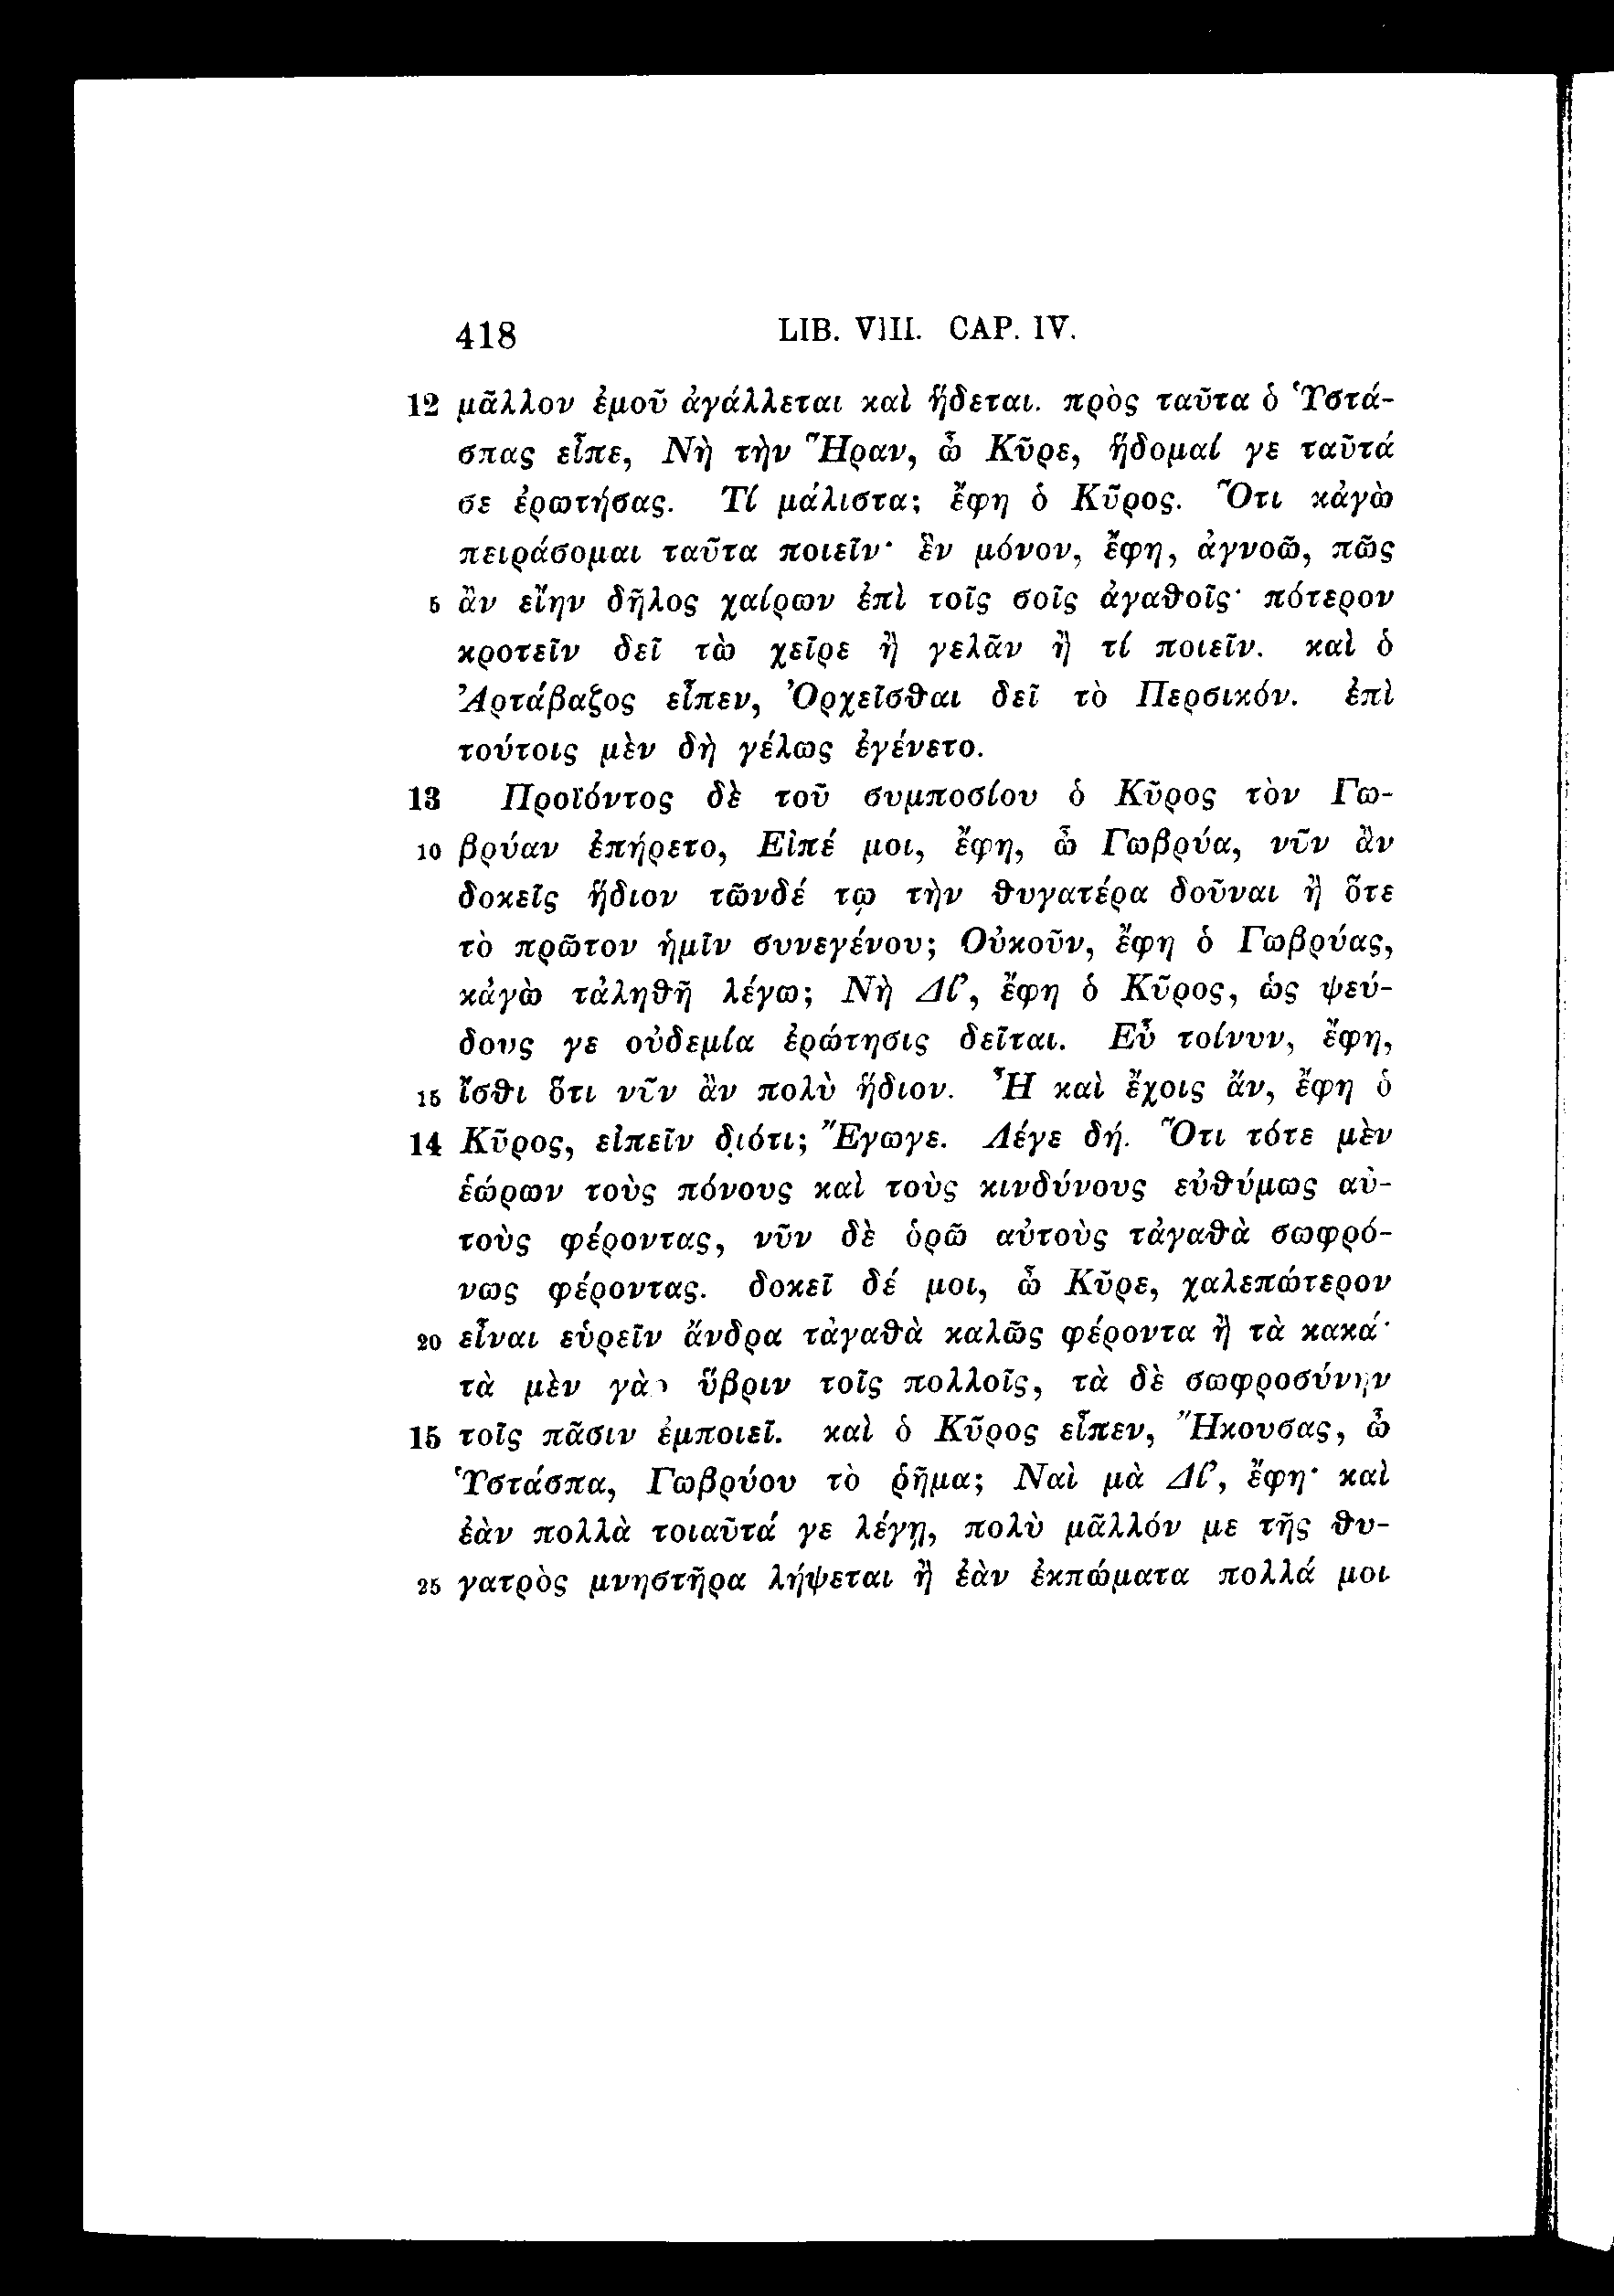 418 LIB. VIII. CAP. IV.
12 μᾶλλον ἐμοῦ ἀγάλλεται καὶ ἥδεται. πρὸς ταῦτα ὁ Ὑστά-
σπας εἶπε, Νὴ τὴν Ἥραν, ὦ Κῦρε, ἥδομαί γε ταῦτά
σε ἐρωτήσας. Τί μάλιστα; ἔφη ὁ Κῦρος. Ὅτι κἀγὼ
πειράσομαι ταῦτα ποιεῖν· ἓν μόνον, ἔφη, ἀγνοῶ, πῶς
5 ἂν εἴην δῆλος χαίρων ἐπὶ τοῖς σοῖς ἀγαθοῖς· πότερον
κροτεῖν δεῖ τὼ χεῖρε ἢ γελᾶν ἢ τί ποιεῖν. καὶ ὁ
Ἀρτάβαζος εἶπεν, Ὀρχεῖσθαι δεῖ τὸ Περσικόν. ἐπὶ
τούτοις μὲν δὴ γέλως ἐγένετο.
13 Προϊόντος δὲ τοῦ συμποσίου ὁ Κῦρος τὸν Γω-
10 βρύαν ἐπήρετο, Εἰπέ μοι, ἔφη, ὦ Γωβρύα, νῦν ἂν
δοκεῖς ἥδιον τῶνδέ τῳ τὴν θυγατέρα δοῦναι ἢ ὅτε
τὸ πρῶτον ἡμῖν συνεγένου; Οὐκοῦν, ἔφη ὁ Γωβρύας,
κἀγὼ τἀληθῆ λέγω; Νὴ Δί’, ἔφη ὁ Κῦρος, ὡς ψεύ-
δους γε οὐδεμία ἐρώτησις δεῖται. Εὖ τοίνυν, ἔφη,
15 ἴσθι ὅτι νῦν ἂν πολὺ ἥδιον. Ἦ καὶ ἔχοις ἄν, ἔφη ὁ
14 Κῦρος, εἰπεῖν διότι; Ἔγωγε. Λέγε δή. Ὅτι τότε μὲν
ἑώρων τοὺς πόνους καὶ τοὺς κινδύνους εὐθύμως αὐ-
τοὺς φέροντας, νῦν δὲ ὁρῶ αὐτοὺς τἀγαθὰ σωφρό-
νως φέροντας. δοκεῖ δέ μοι, ὦ Κῦρε, χαλεπώτερον
20 εἶναι εὑρεῖν ἄνδρα τἀγαθὰ καλῶς φέροντα ἢ τὰ κακά·
τὰ μὲν γὰρ ὕβριν τοῖς πολλοῖς, τὰ δὲ σωφροσύνην
15 τοῖς πᾶσιν ἐμποιεῖ. καὶ ὁ Κῦρος εἶπεν, Ἤκουσας, ὦ
Ὑστάσπα, Γωβρύου τὸ ῥῆμα; Ναὶ μὰ Δί’, ἔφη· καὶ
ἐὰν πολλὰ τοιαῦτά γε λέγῃ, πολὺ μᾶλλόν με τῆς θυ-
25 γατρὸς μνηστῆρα λήψεται ἢ ἐὰν ἐκπώματα πολλά μοι